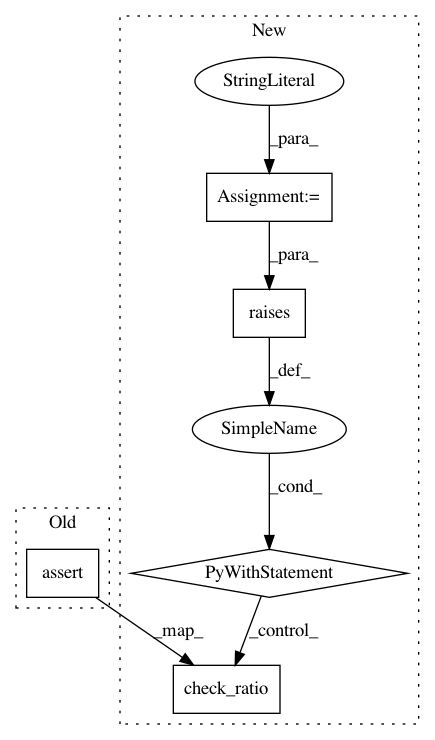 New
StringLiteral
_para_
Assignment:=
_para_
raises
_def_
SimpleName
_cond_
Old
PyWithStatement
assert
_map_
_control_
check_ratio